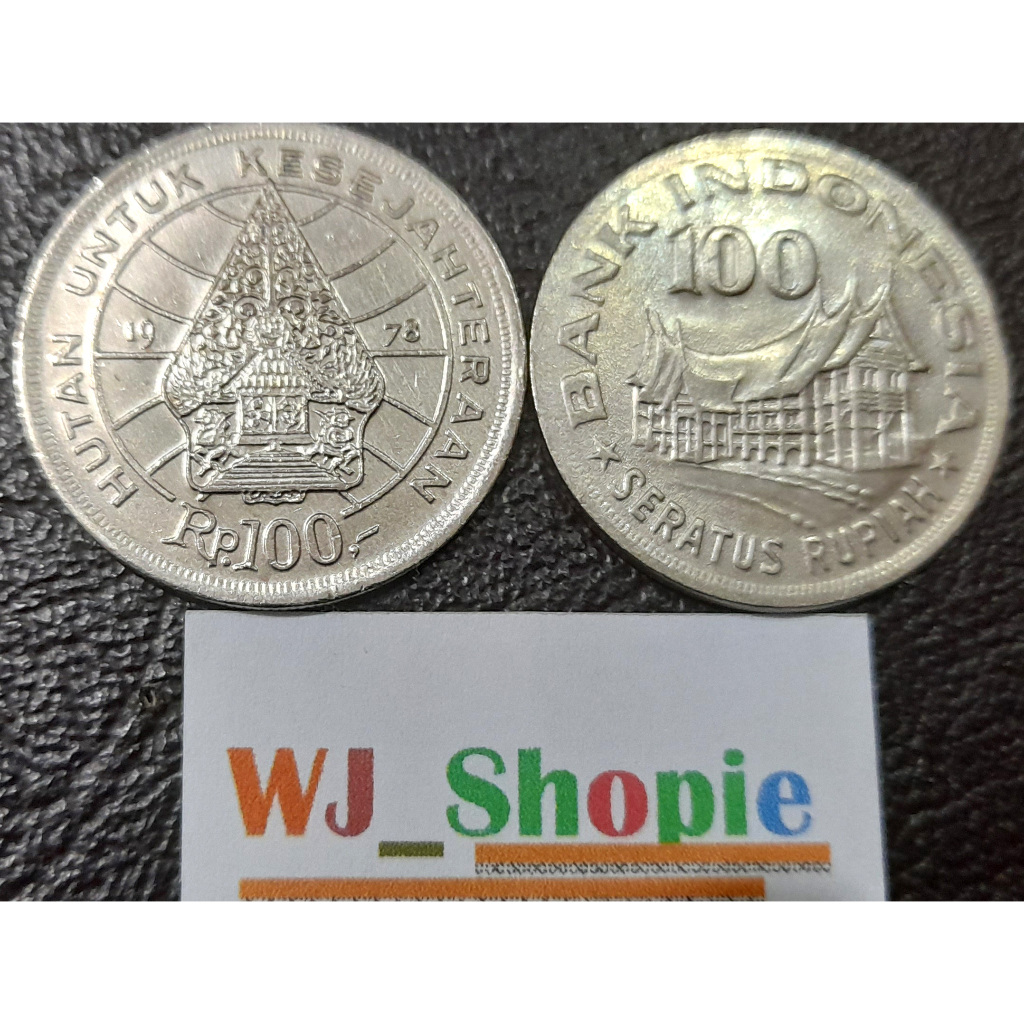 HUTAN UNTUK KESEJAHTERAAN
19 78
Rp.100,-
BANK INDONESIA
100
★ SERATUS RUPIAH ★
WJ_Shopie